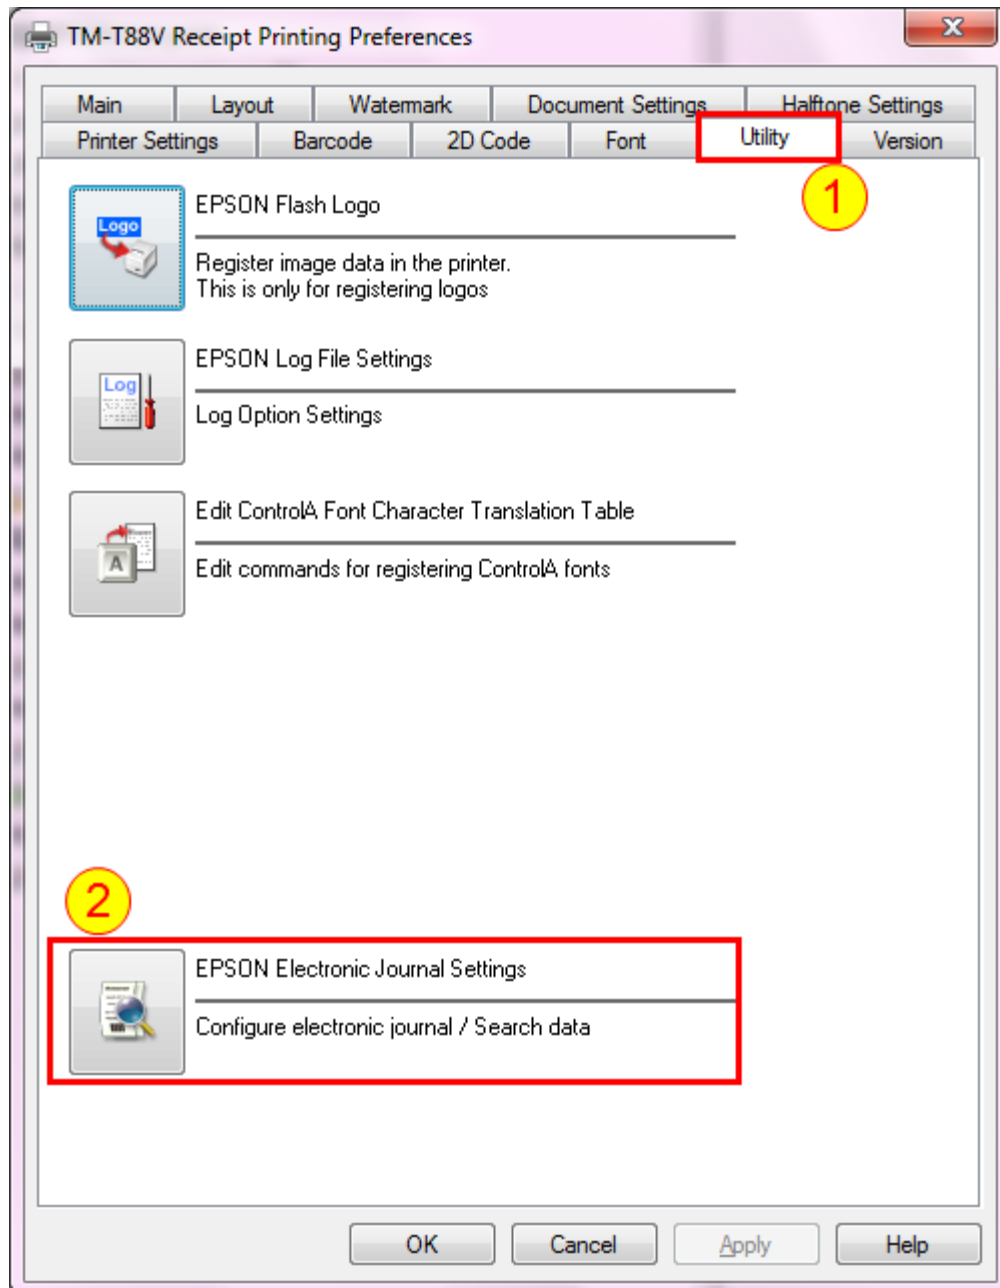 TM-T88V Receipt Printing Preferences
Main Layout Watermark Document Settings Halftone Settings
Printer Settings Barcode 2D Code Font Utility Version
1
Logo
EPSON Flash Logo
Register image data in the printer.
This is only for registering logos
Log
EPSON Log File Settings
Log Option Settings
A
Edit ControlA Font Character Translation Table
Edit commands for registering ControlA fonts
2
EPSON Electronic Journal Settings
Configure electronic journal / Search data
OK Cancel Apply Help